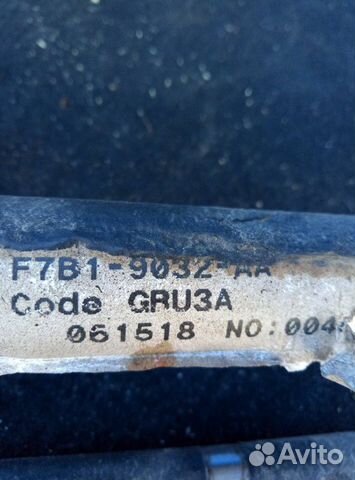 F7B1-9032-AA
Code GRU3A
061518 NO:004
Avito